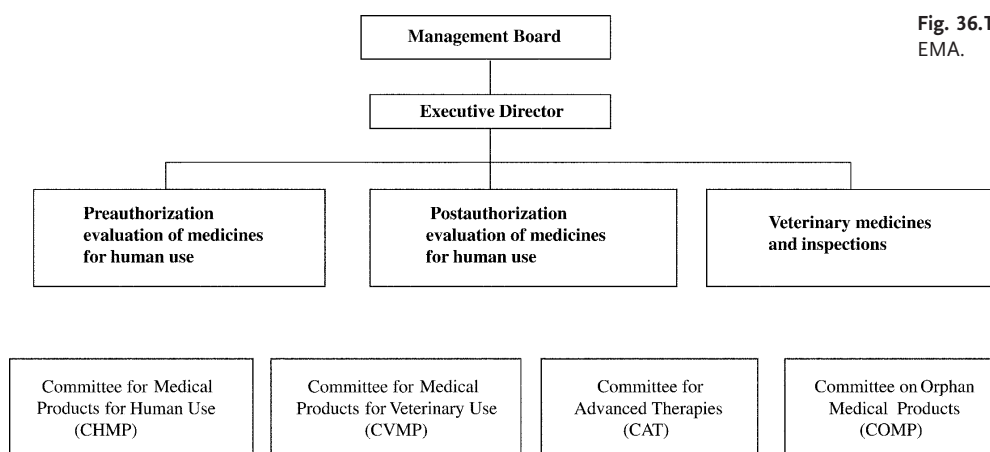 Management Board
Fig. 36.1
EMA.
Executive Director
Preauthorization
evaluation of medicines
for human use
Postauthorization
evaluation of medicines
for human use
Veterinary medicines
and inspections
Committee for Medical
Products for Human Use
(CHMP)
Committee for Medical
Products for Veterinary Use
(CVMP)
Committee for
Advanced Therapies
(CAT)
Committee on Orphan
Medical Products
(COMP)